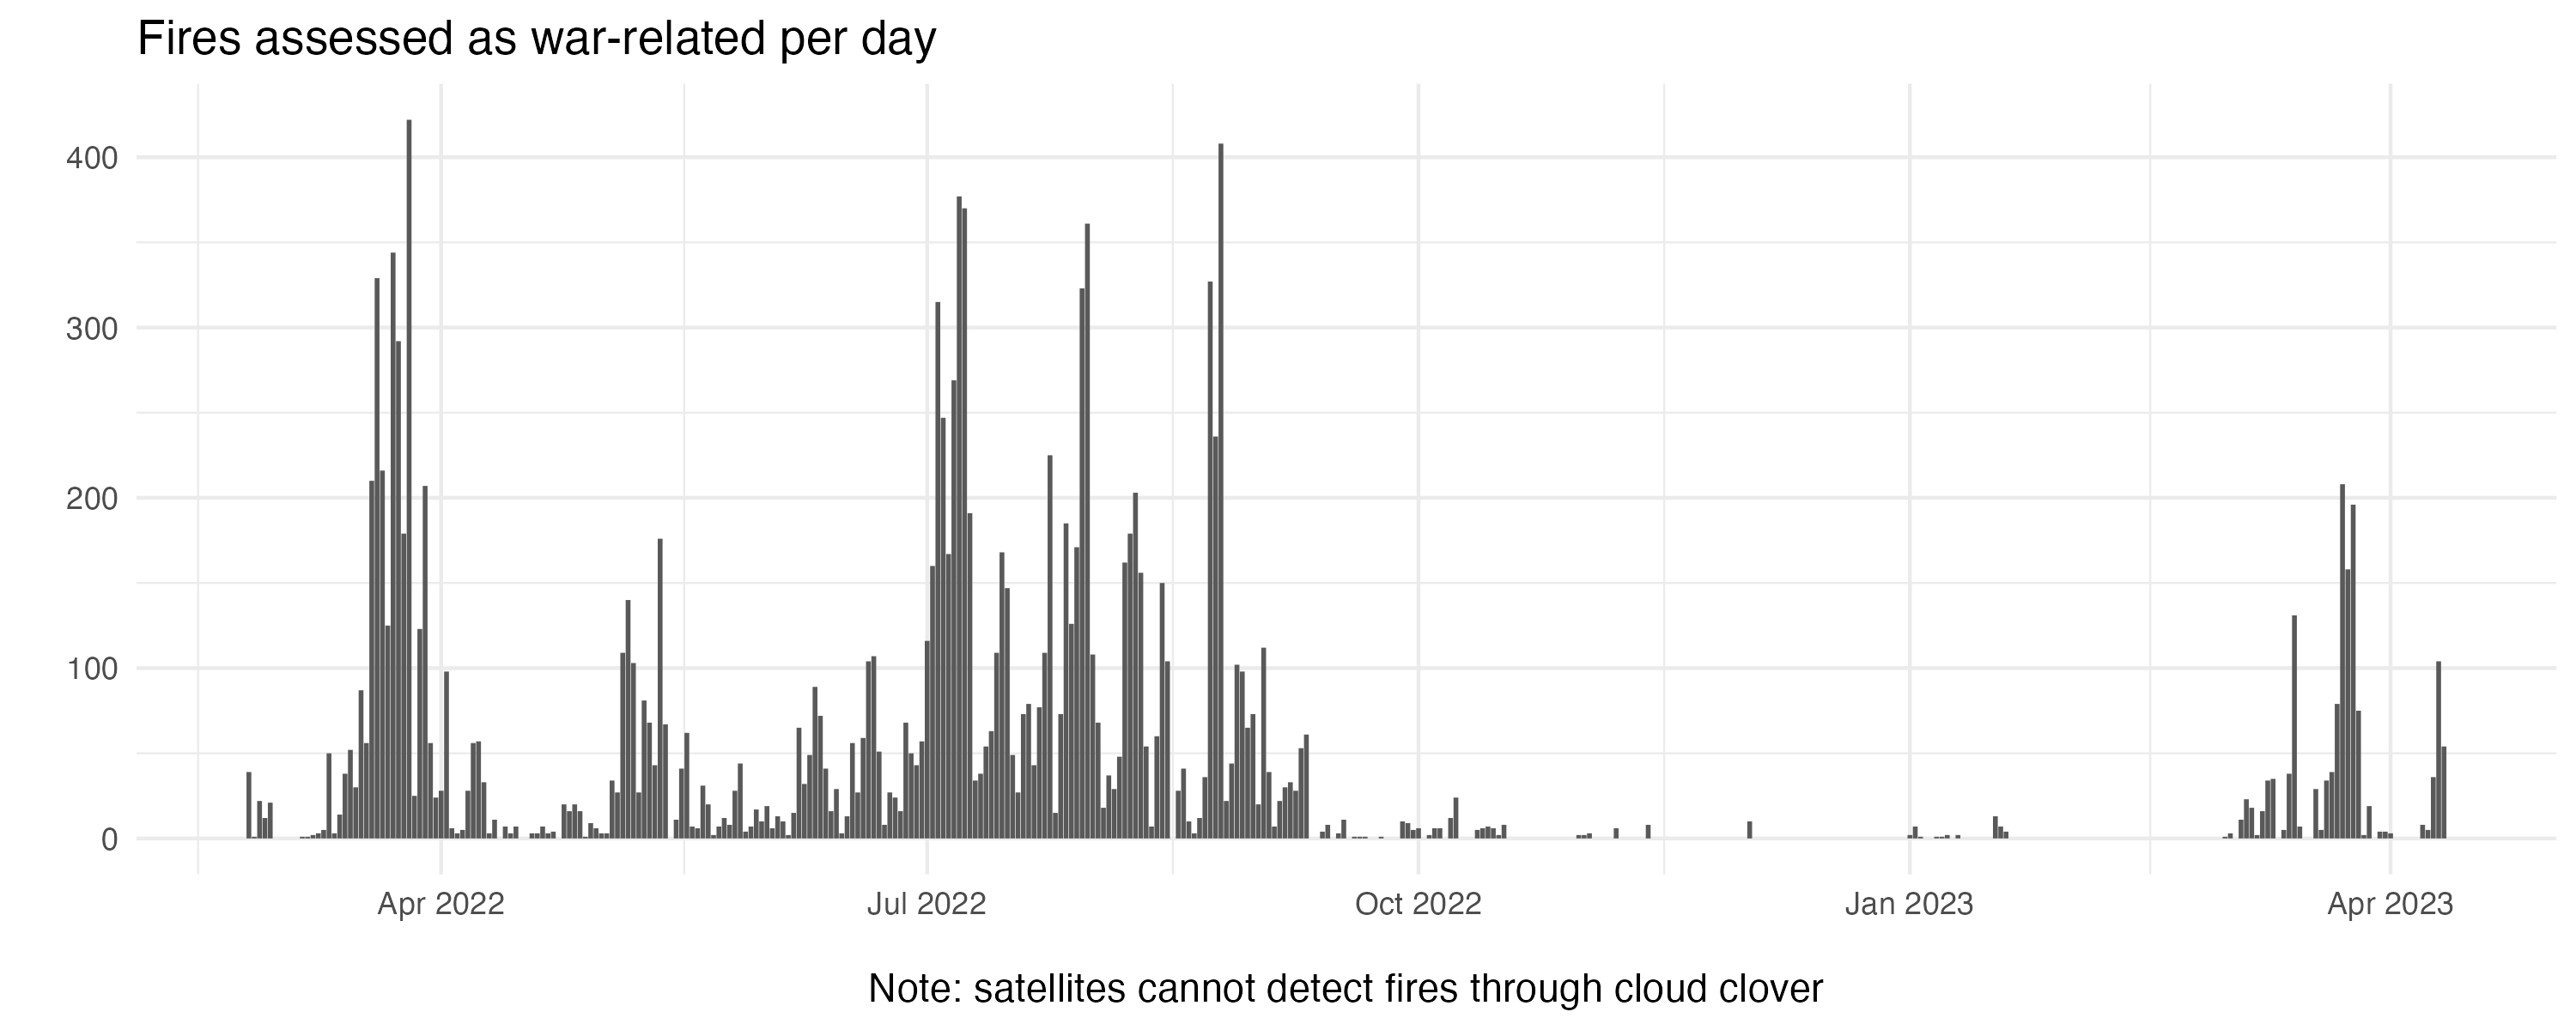 Fires assessed as war-related per day
400
300
200
100
0
Apr 2022 Jul 2022 Oct 2022 Jan 2023 Apr 2023
Note: satellites cannot detect fires through cloud clover